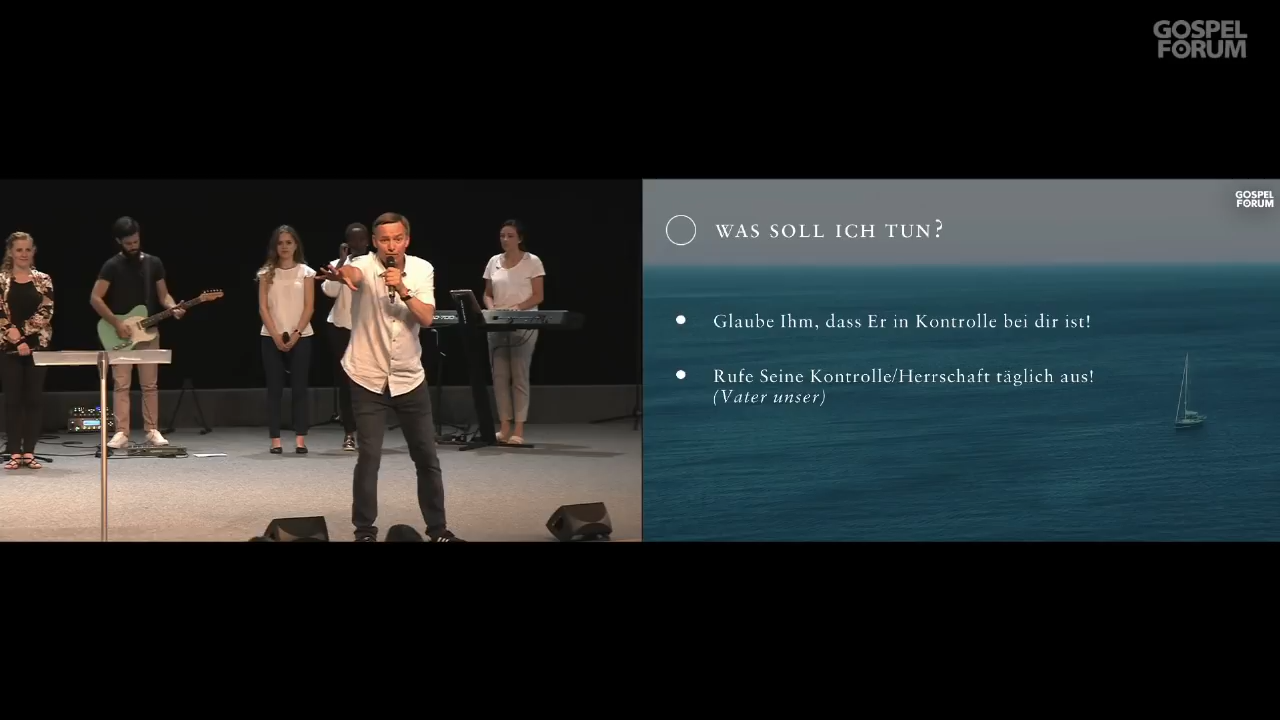 GOSPEL
FORUM
GOSPEL
FORUM
WAS SOLL ICH TUN?
Glaube Ihm, dass Er in Kontrolle bei dir ist!
Rufe Seine Kontrolle/Herrschaft täglich aus!
(Vater unser)